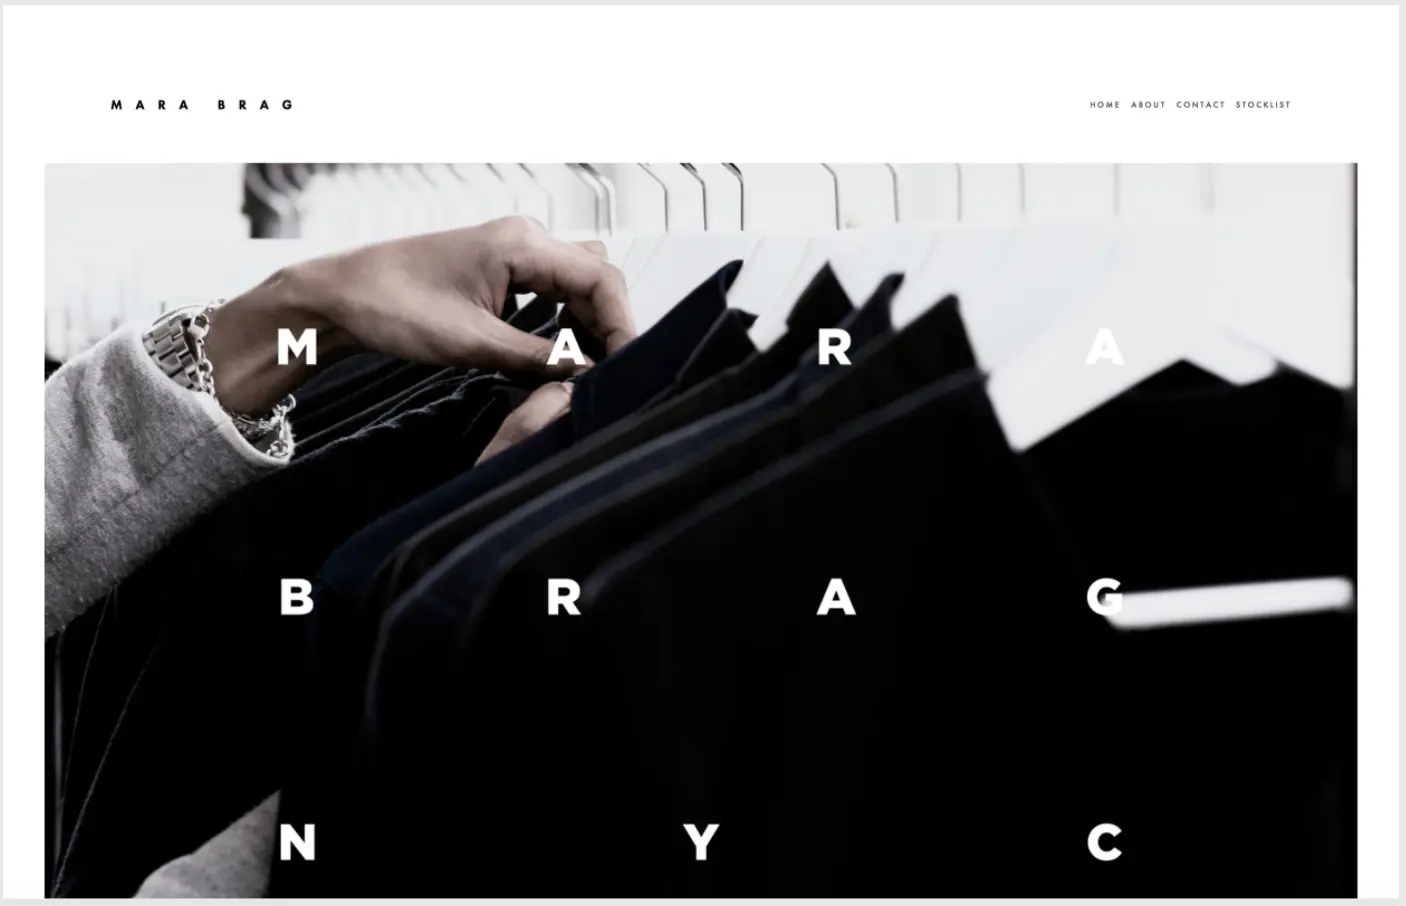 MARA BRAG
HOME ABOUT CONTACT STOCKLIST
M A R A
B R A G
N Y C